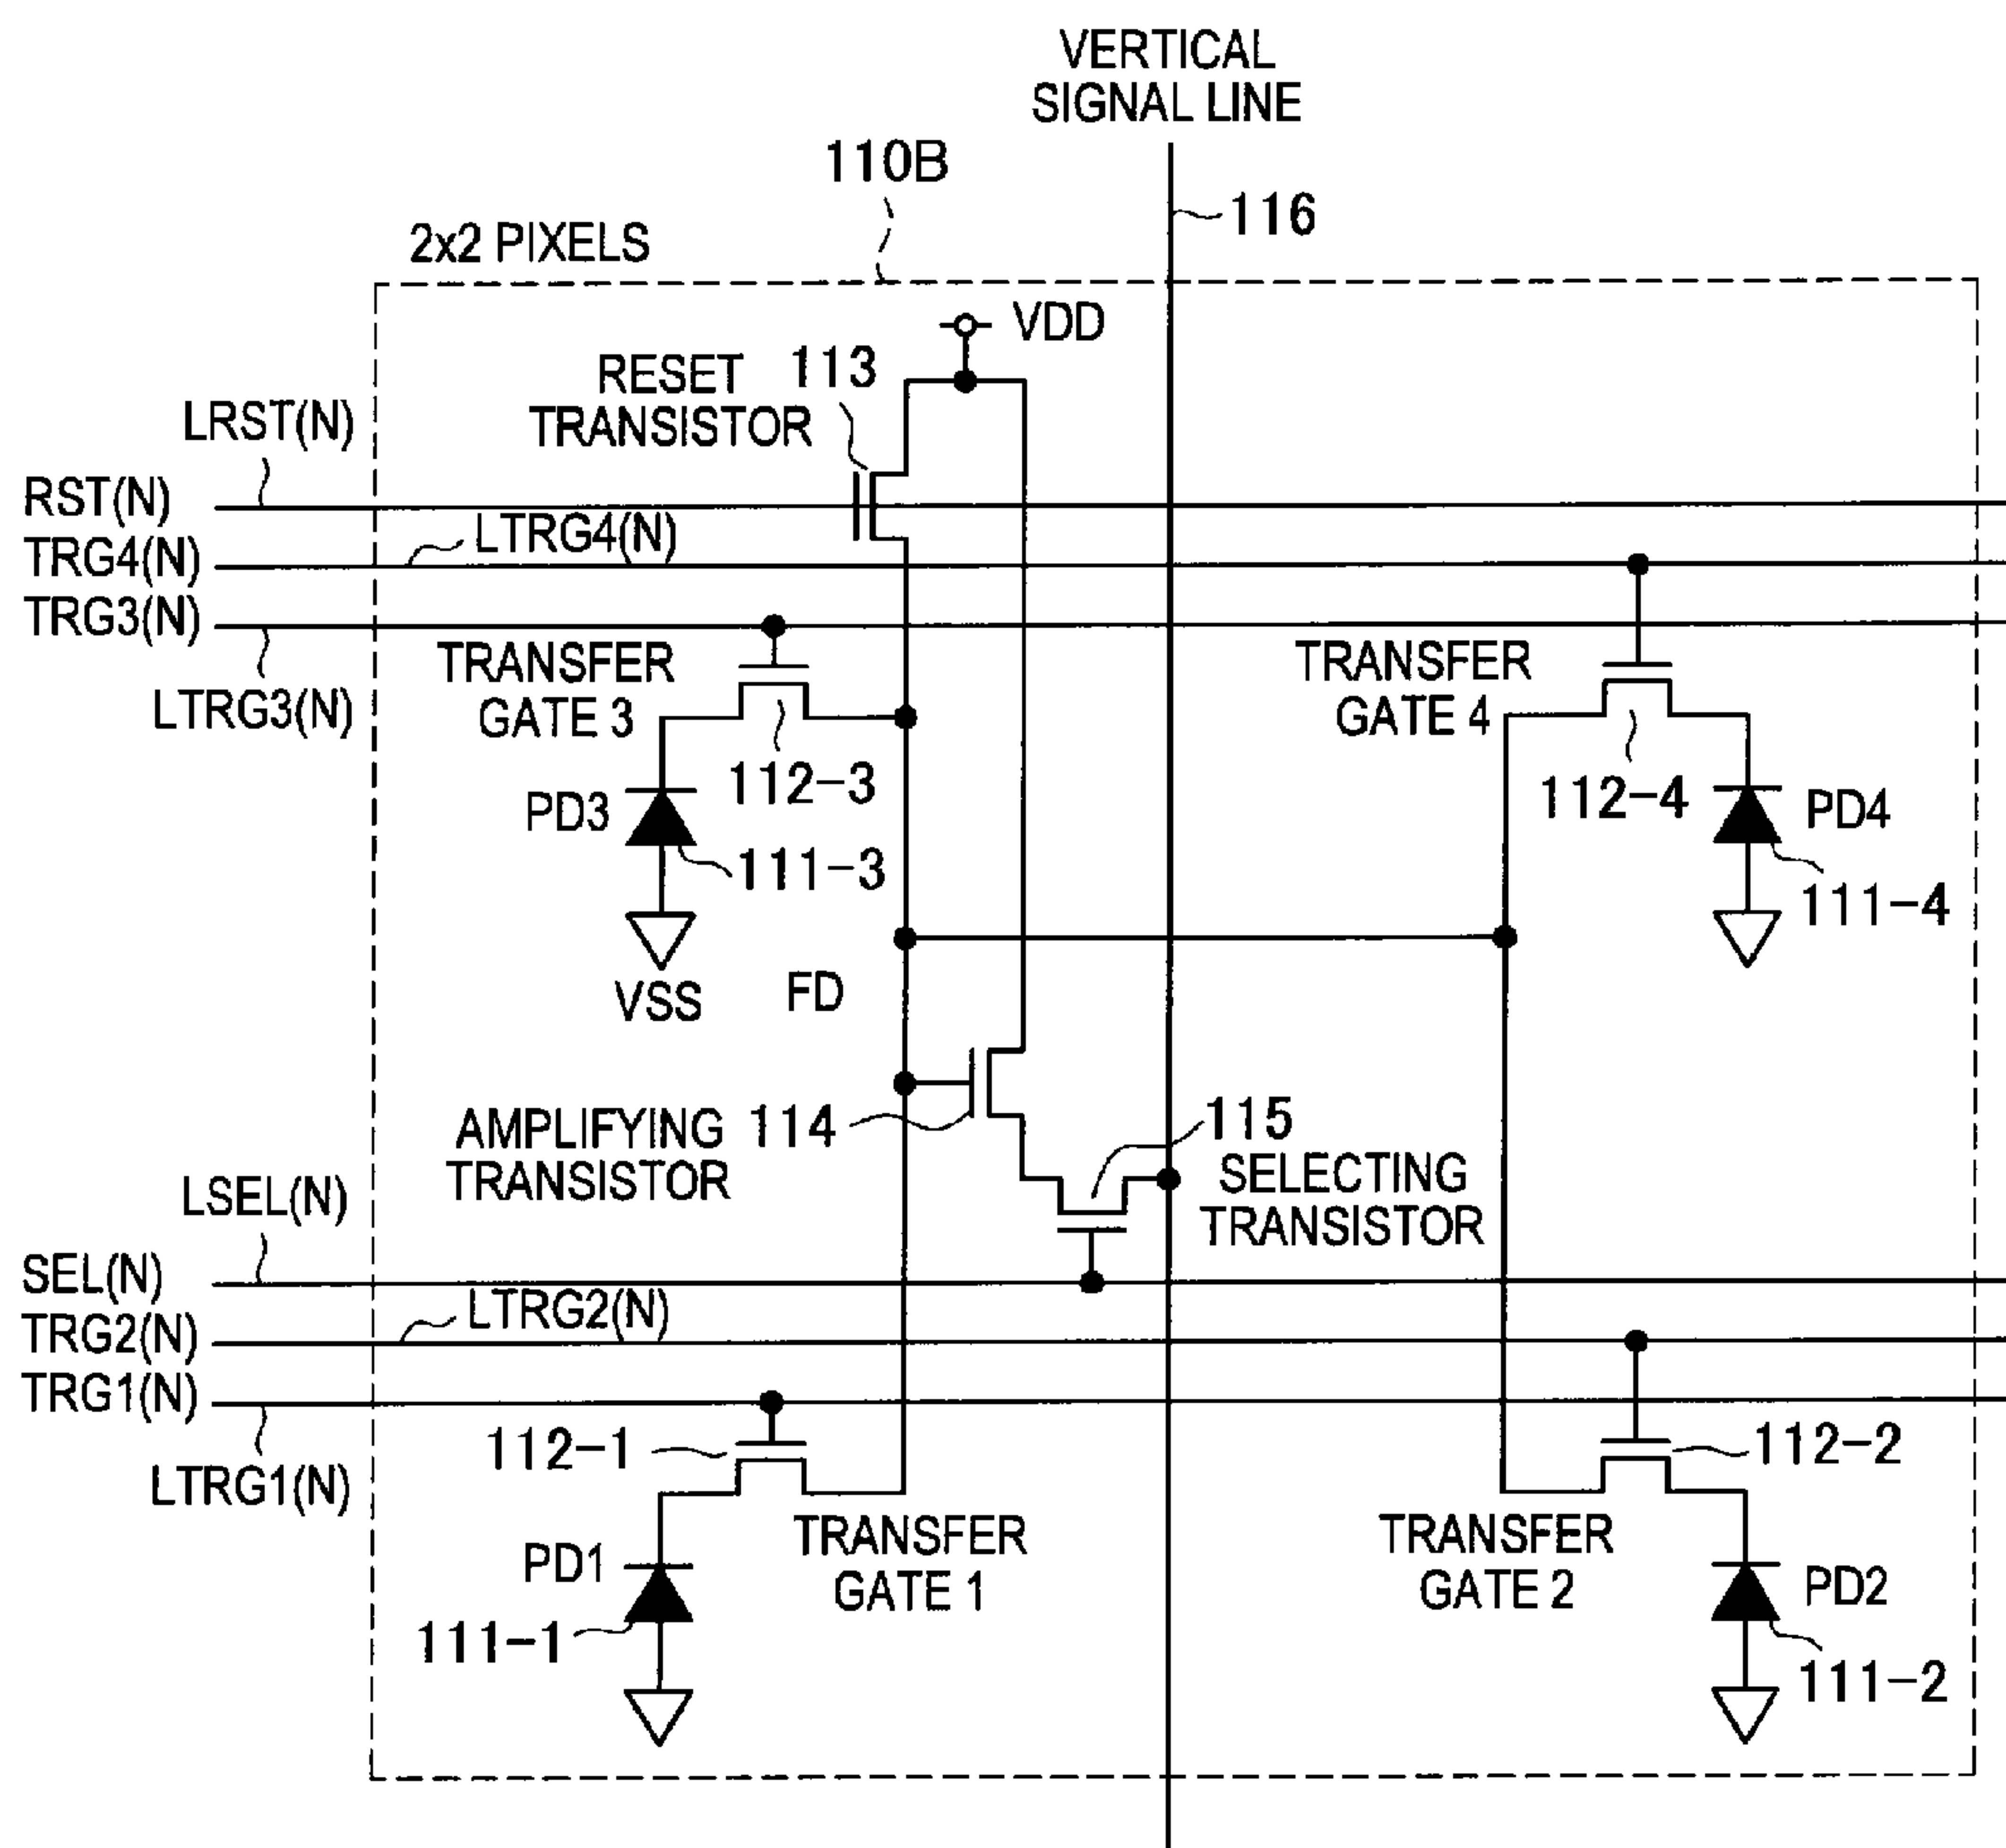 VERTICAL
SIGNAL LINE
110B
116
2x2 PIXELS
VDD
RESET
TRANSISTOR
113
LRST(N)
RST(N)
LTRG4(N)
TRG4(N)
TRG3(N)
LTRG3(N)
TRANSFER
GATE 3
TRANSFER
GATE 4
112-3
112-4
PD3
PD4
111-3
111-4
VSS
FD
AMPLIFYING
TRANSISTOR
114
115
SELECTING
TRANSISTOR
LSEL(N)
SEL(N)
LTRG2(N)
TRG2(N)
TRG1(N)
LTRG1(N)
112-1
112-2
TRANSFER
GATE 1
TRANSFER
GATE 2
PD1
PD2
111-1
111-2